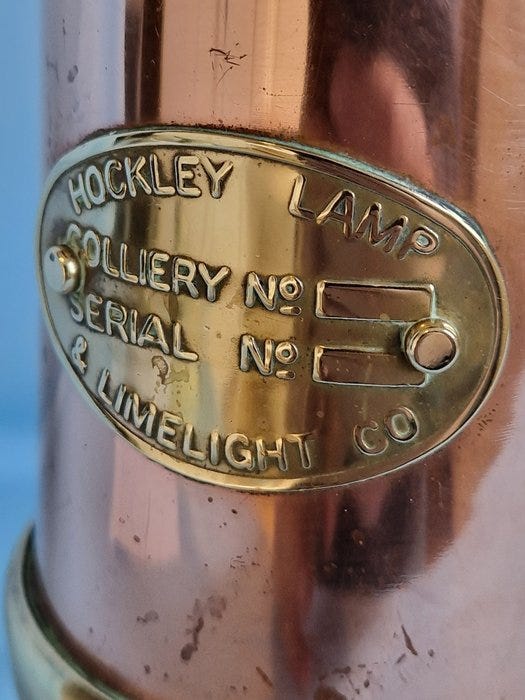 HOCKLEY LAMP
COLLIERY Nº
SERIAL Nº
& LIMELIGHT CO